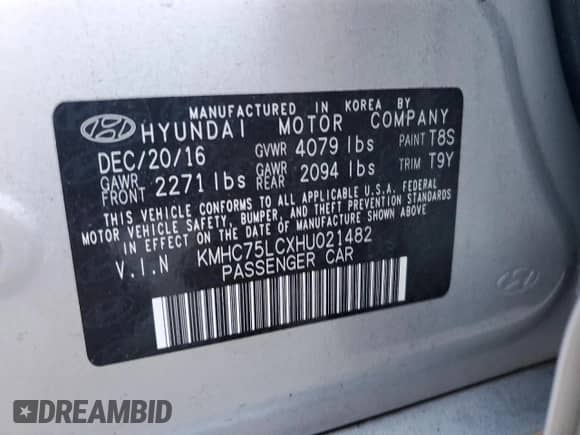 MANUFACTURED IN KOREA BY
HYUNDAI MOTOR COMPANY
DEC/20/16 GVWR 4079 lbs PAINT T8S
GAWR FRONT 2271 lbs GAWR REAR 2094 lbs TRIM T9Y
THIS VEHICLE CONFORMS TO ALL APPLICABLE U.S.A. FEDERAL
MOTOR VEHICLE SAFETY, BUMPER, AND THEFT PREVENTION STANDARDS
IN EFFECT ON THE DATE OF MANUFACTURE SHOWN ABOVE.
V.I.N KMHC75LCXHU021482
PASSENGER CAR
DREAMBID